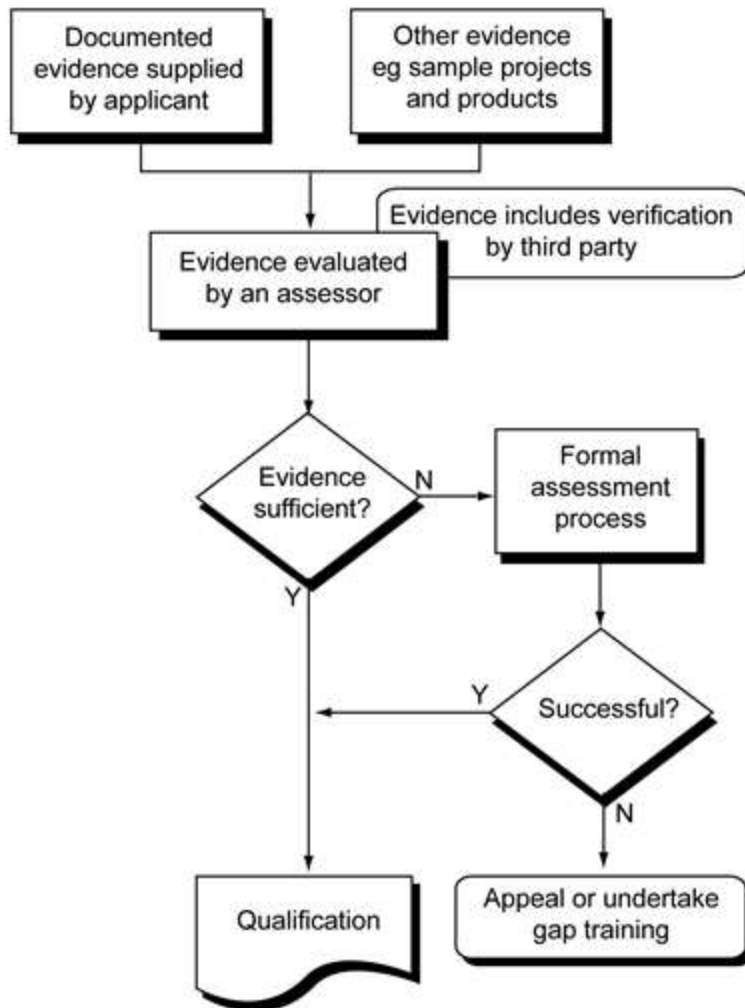 Documented
evidence supplied
by applicant
Other evidence
eg sample projects
and products
Evidence includes verification
by third party
Evidence evaluated
by an assessor
Evidence
sufficient?
N
Formal
assessment
process
Y
Y
Successful?
N
Qualification
Appeal or undertake
gap training